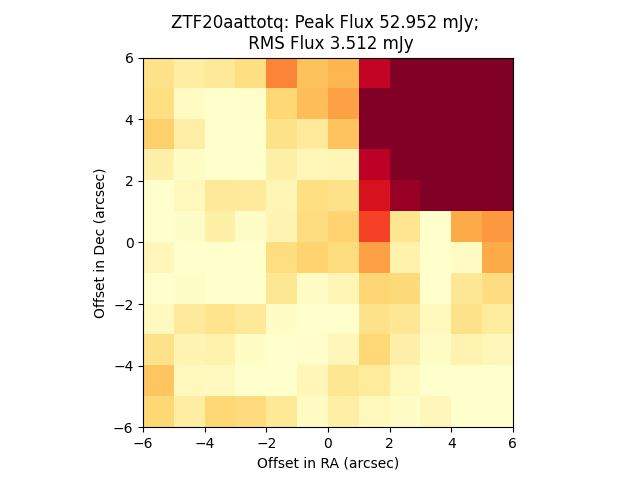 ZTF20aattotq: Peak Flux 52.952 mJy;
RMS Flux 3.512 mJy
6
4
2
0
−2
−4
−6
Offset in Dec (arcsec)
−6 −4 −2 0 2 4 6
Offset in RA (arcsec)